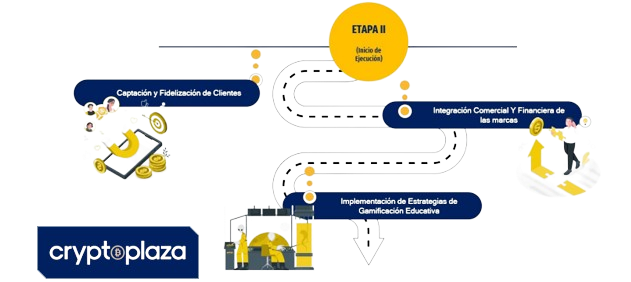 ETAPA II
(Inicio de
Ejecución)
Captación y Fidelización de Clientes
Integración Comercial Y Financiera de
las marcas
Implementación de Estrategias de
Gamificación Educativa
cryptoplaza